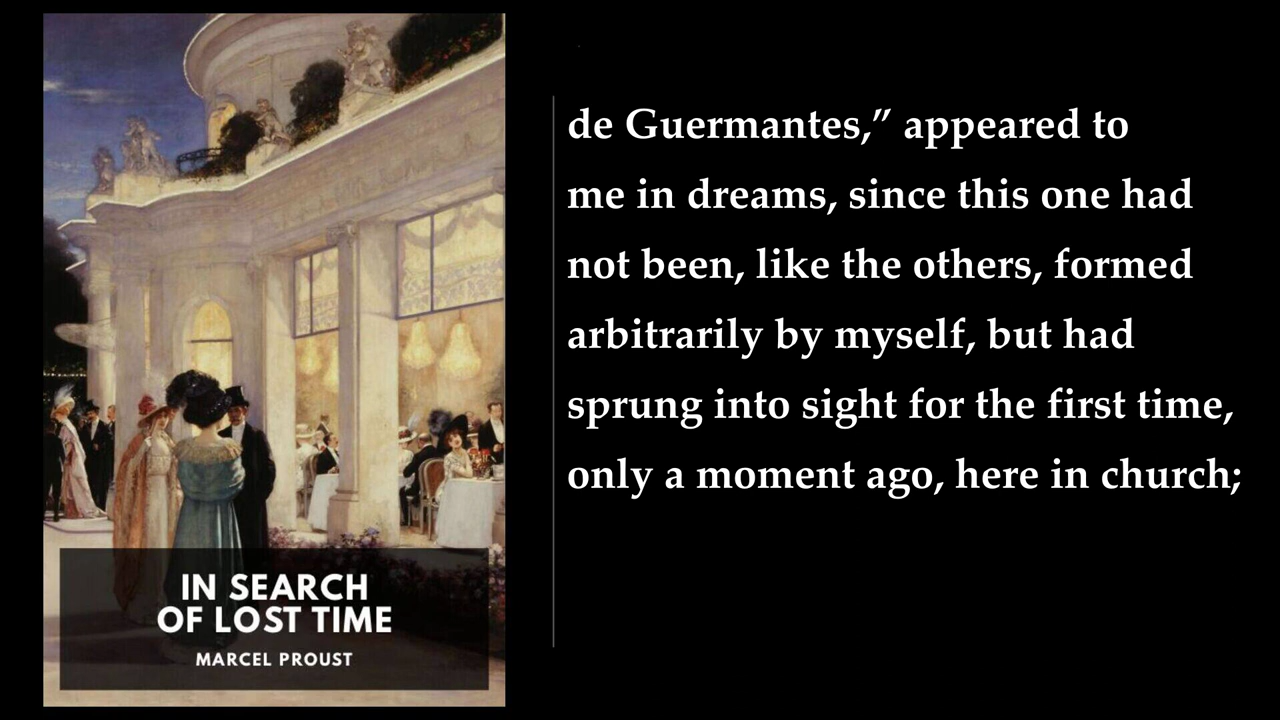 de Guermantes,” appeared to
me in dreams, since this one had
not been, like the others, formed
arbitrarily by myself, but had
sprung into sight for the first time,
only a moment ago, here in church;
IN SEARCH
OF LOST TIME
MARCEL PROUST